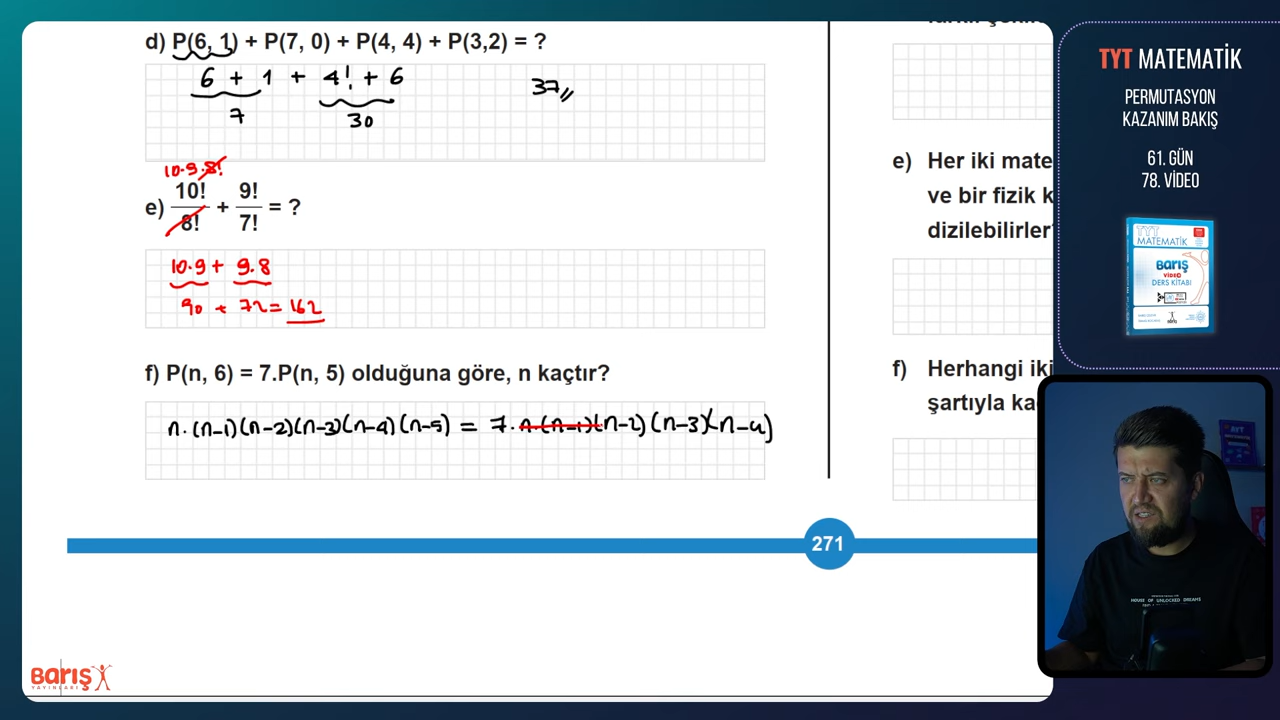 d) P(6, 1) + P(7, 0) + P(4, 4) + P(3,2) = ?
6 + 1 + 4! + 6
7
30
37
10.9.8!
e) 10!/8! + 9!/7! = ?
10.9 + 9.8
90 + 72 = 162
f) P(n, 6) = 7.P(n, 5) olduğuna göre, n kaçtır?
n.(n-1)(n-2)(n-3)(n-4)(n-5) = 7.n.(n-1)(n-2)(n-3)(n-4)
271
BARIŞ
YAYINLARI
e) Her iki mate
ve bir fizik k
dizilebilirler
f) Herhangi iki
şartıyla ka
TYT MATEMATİK
PERMUTASYON
KAZANIM BAKIŞ
61. GÜN
78. VİDEO
TYT
MATEMATİK
BARIŞ
VİDEO
DERS KİTABI
HOUSE OF UNLOCKED DREAMS